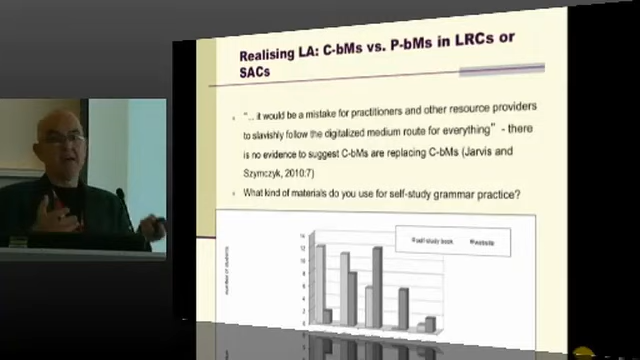 Realising LA: C-bMs vs. P-bMs in LRCs or
SACs
"... it would be a mistake for practitioners and other resource providers
to slavishly follow the digitalized medium route for everything" - there
is no evidence to suggest C-bMs are replacing C-bMs (Jarvis and
Szymczyk, 2010:7)
What kind of materials do you use for self-study grammar practice?
self study book website
number of students
14
12
10
8
6
4
2
0